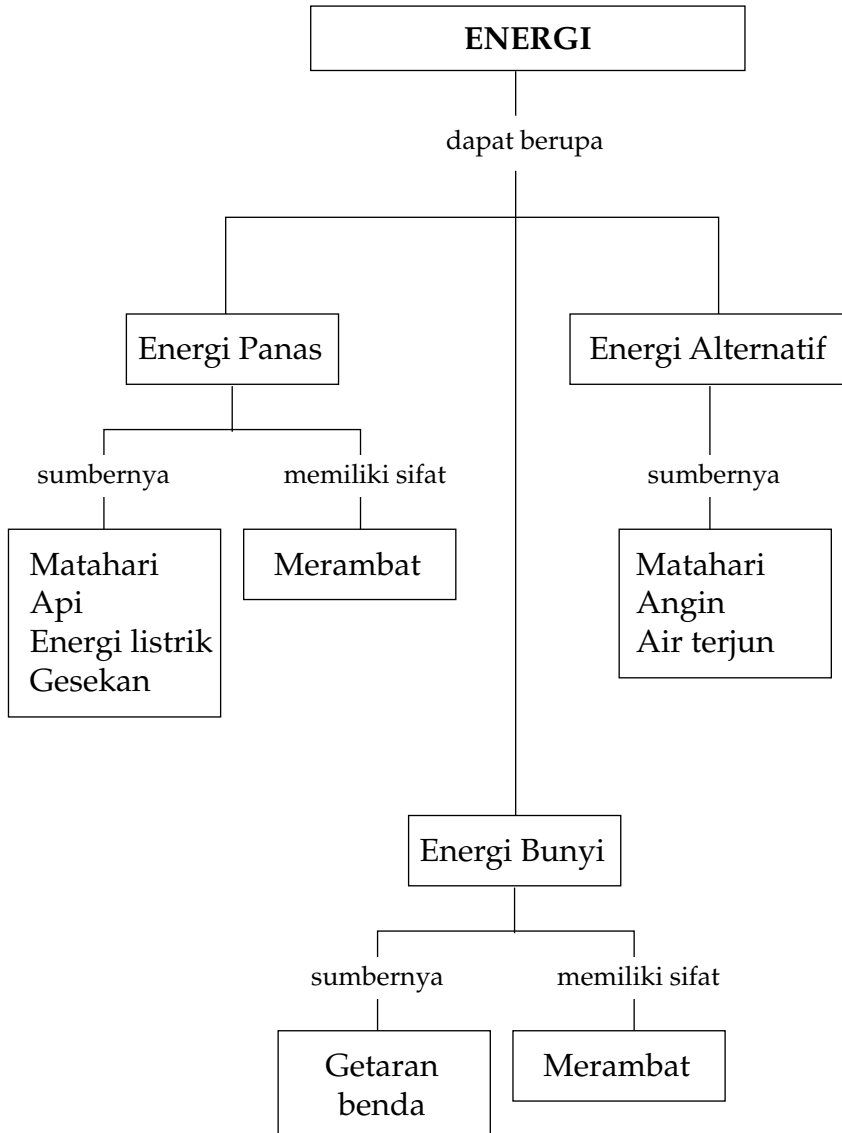 ENERGI
dapat berupa
Energi Panas
Energi Alternatif
sumbernya
memiliki sifat
sumbernya
Matahari
Api
Energi listrik
Gesekan
Merambat
Matahari
Angin
Air terjun
Energi Bunyi
sumbernya
memiliki sifat
Getaran
benda
Merambat